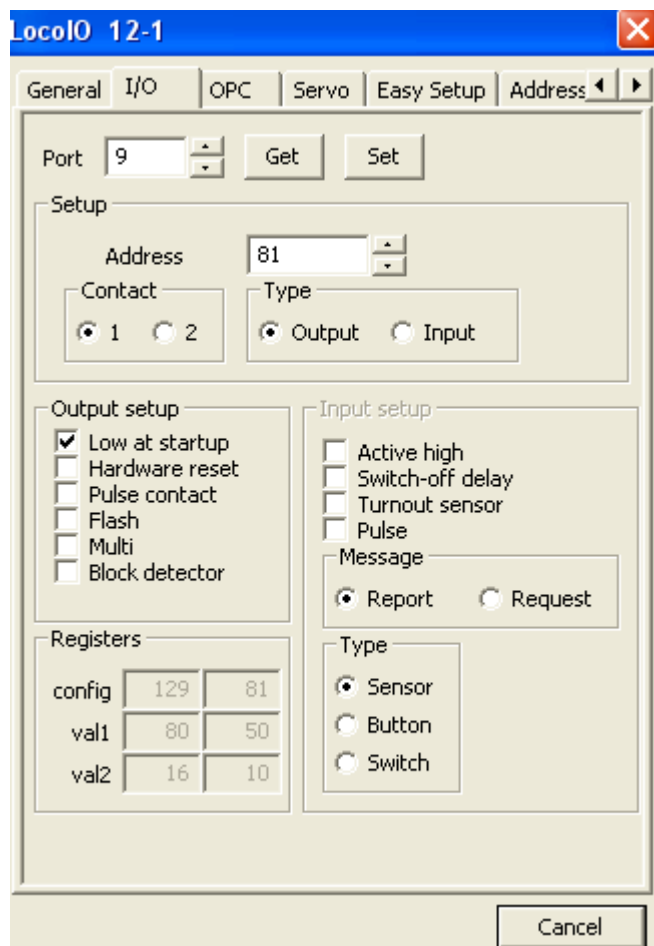 LocoIO 12-1
General I/O OPC Servo Easy Setup Address
Port 9 Get Set
Setup
Address 81
Contact Type
1 2 Output Input
Output setup
Low at startup
Hardware reset
Pulse contact
Flash
Multi
Block detector
Input setup
Active high
Switch-off delay
Turnout sensor
Pulse
Message
Report Request
Registers
config 129 81
val1 80 50
val2 16 10
Type
Sensor
Button
Switch
Cancel